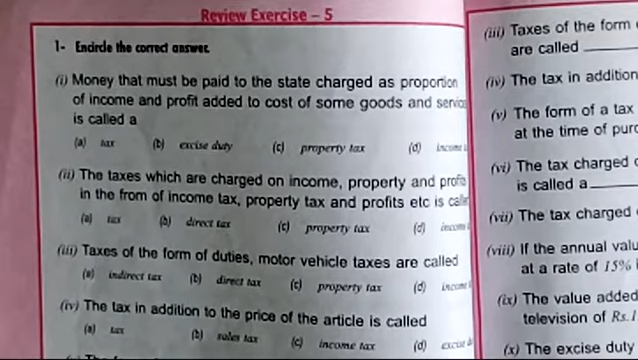 Review Exercise – 5
1- Encircle the correct answer.
(i) Money that must be paid to the state charged as proportion
of income and profit added to cost of some goods and
is called a
(a) tax (b) excise duty (c) property tax (d) income
(ii) The taxes which are charged on income, property and
in the from of income tax, property tax and profits etc is
(a) tax (b) direct tax (c) property tax (d) income
(iii) Taxes of the form of duties, motor vehicle taxes are called
(a) indirect tax (b) direct tax (c) property tax (d) income
(iv) The tax in addition to the price of the article is called
(a) tax (b) sales tax (c) income tax (d) excise
(iii) Taxes of the form
are called
(iv) The tax in addition
(v) The form of a tax
at the time of
(vi) The tax charged
is called a
(vii) The tax charged
(viii) If the annual
at a rate of 15%
(ix) The value added
television of Rs.
(x) The excise duty